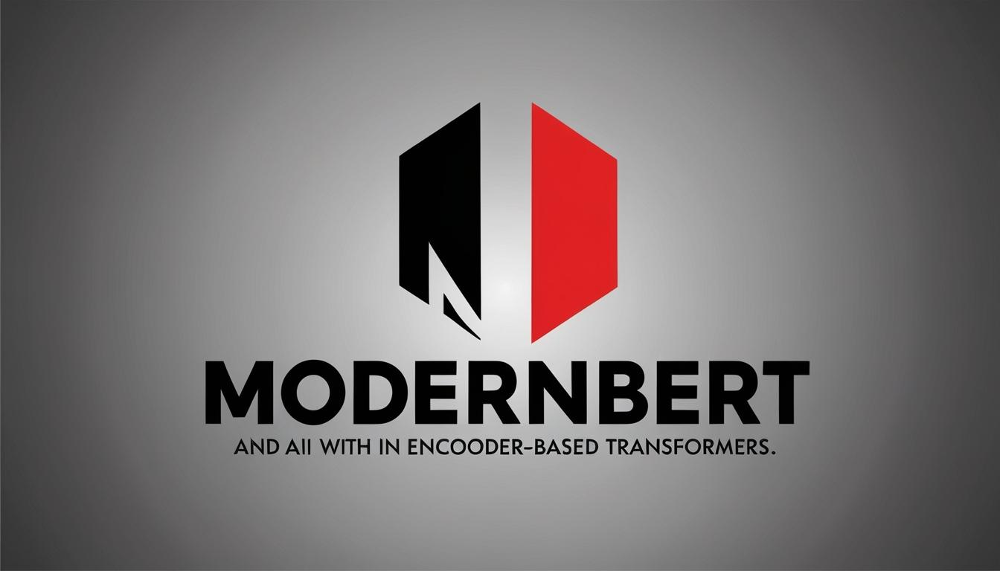 MODERNBERT
AND AII WITH IN ENCOODER-BASED TRANSFORMERS.